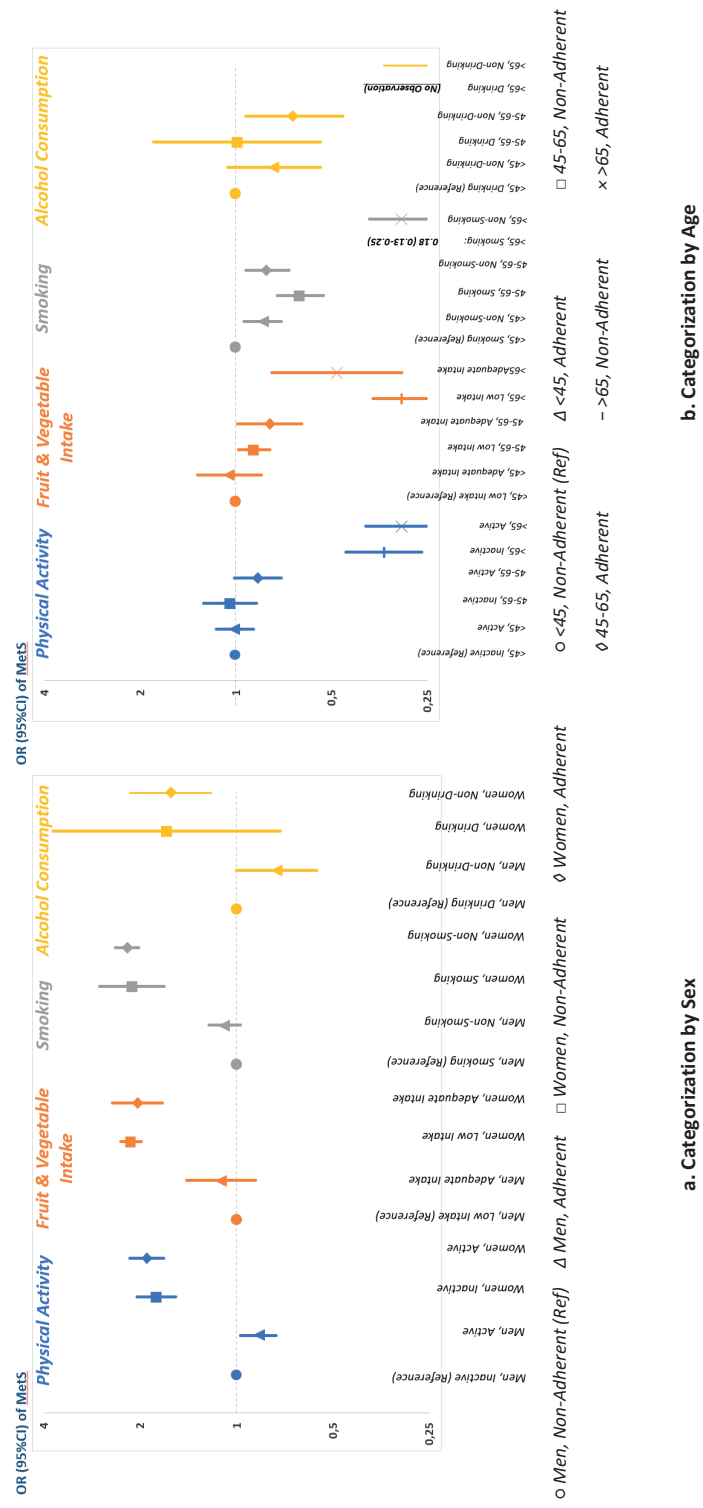 OR (95%CI) of MetS
Physical Activity
Fruit & Vegetable
Intake
Smoking
Alcohol Consumption
4
2
1
0,5
0,25
Men, Inactive (Reference)
Men, Active
Women, Inactive
Women, Active
Men, Low Intake (Reference)
Men, Adequate Intake
Women, Low Intake
Women, Adequate Intake
Men, Smoking (Reference)
Men, Non-Smoking
Women, Smoking
Women, Non-Smoking
Men, Drinking (Reference)
Men, Non-Drinking
Women, Drinking
Women, Non-Drinking
○ Men, Non-Adherent (Ref) Δ Men, Adherent □ Women, Non-Adherent ◊ Women, Adherent
a. Categorization by Sex
OR (95%CI) of MetS
Physical Activity
Fruit & Vegetable
Intake
Smoking
Alcohol Consumption
4
2
1
0,5
0,25
<45, Inactive (Reference)
<45, Active
45-65, Inactive
45-65, Active
>65, Inactive
>65, Active
<45, Low Intake (Reference)
<45, Adequate Intake
45-65, Low Intake
45-65, Adequate Intake
>65, Low Intake
>65Adequate Intake
<45, Smoking (Reference)
<45, Non-Smoking
45-65, Smoking
45-65, Non-Smoking
>65, Smoking: 0.18 (0.13-0.25)
>65, Non-Smoking
<45, Drinking (Reference)
<45, Non-Drinking
45-65, Drinking
45-65, Non-Drinking
>65, Drinking (No Observation)
>65, Non-Drinking
○ <45, Non-Adherent (Ref) Δ <45, Adherent □ 45-65, Non-Adherent
◊ 45-65, Adherent – >65, Non-Adherent × >65, Adherent
b. Categorization by Age